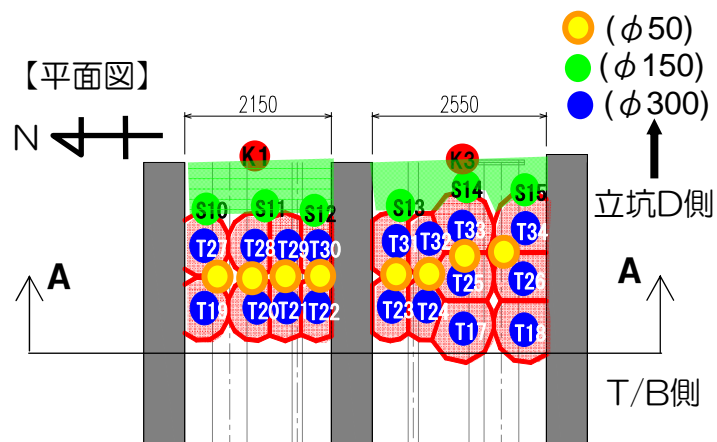 (φ50)
(φ150)
(φ300)
【平面図】
2150
2550
N
K1
K3
立坑D側
S10 S11 S12 S13 S14 S15
T27 T28 T29 T30 T31 T32 T33 T34
A A
T25 T26
T19 T20 T21 T22 T23 T24
T17 T18
T/B側